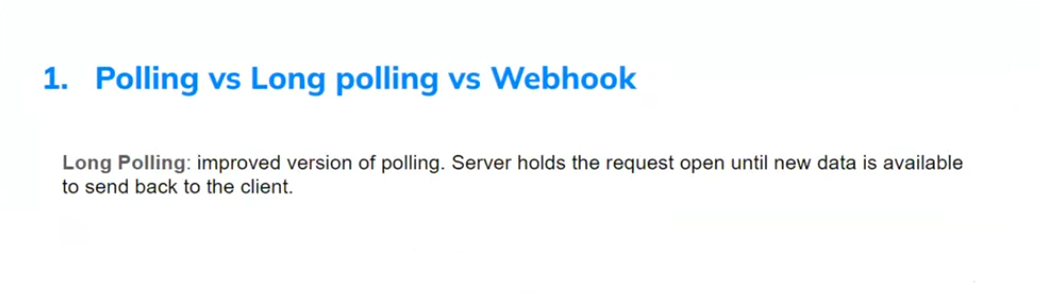 1. Polling vs Long polling vs Webhook
Long Polling: improved version of polling. Server holds the request open until new data is available
to send back to the client.